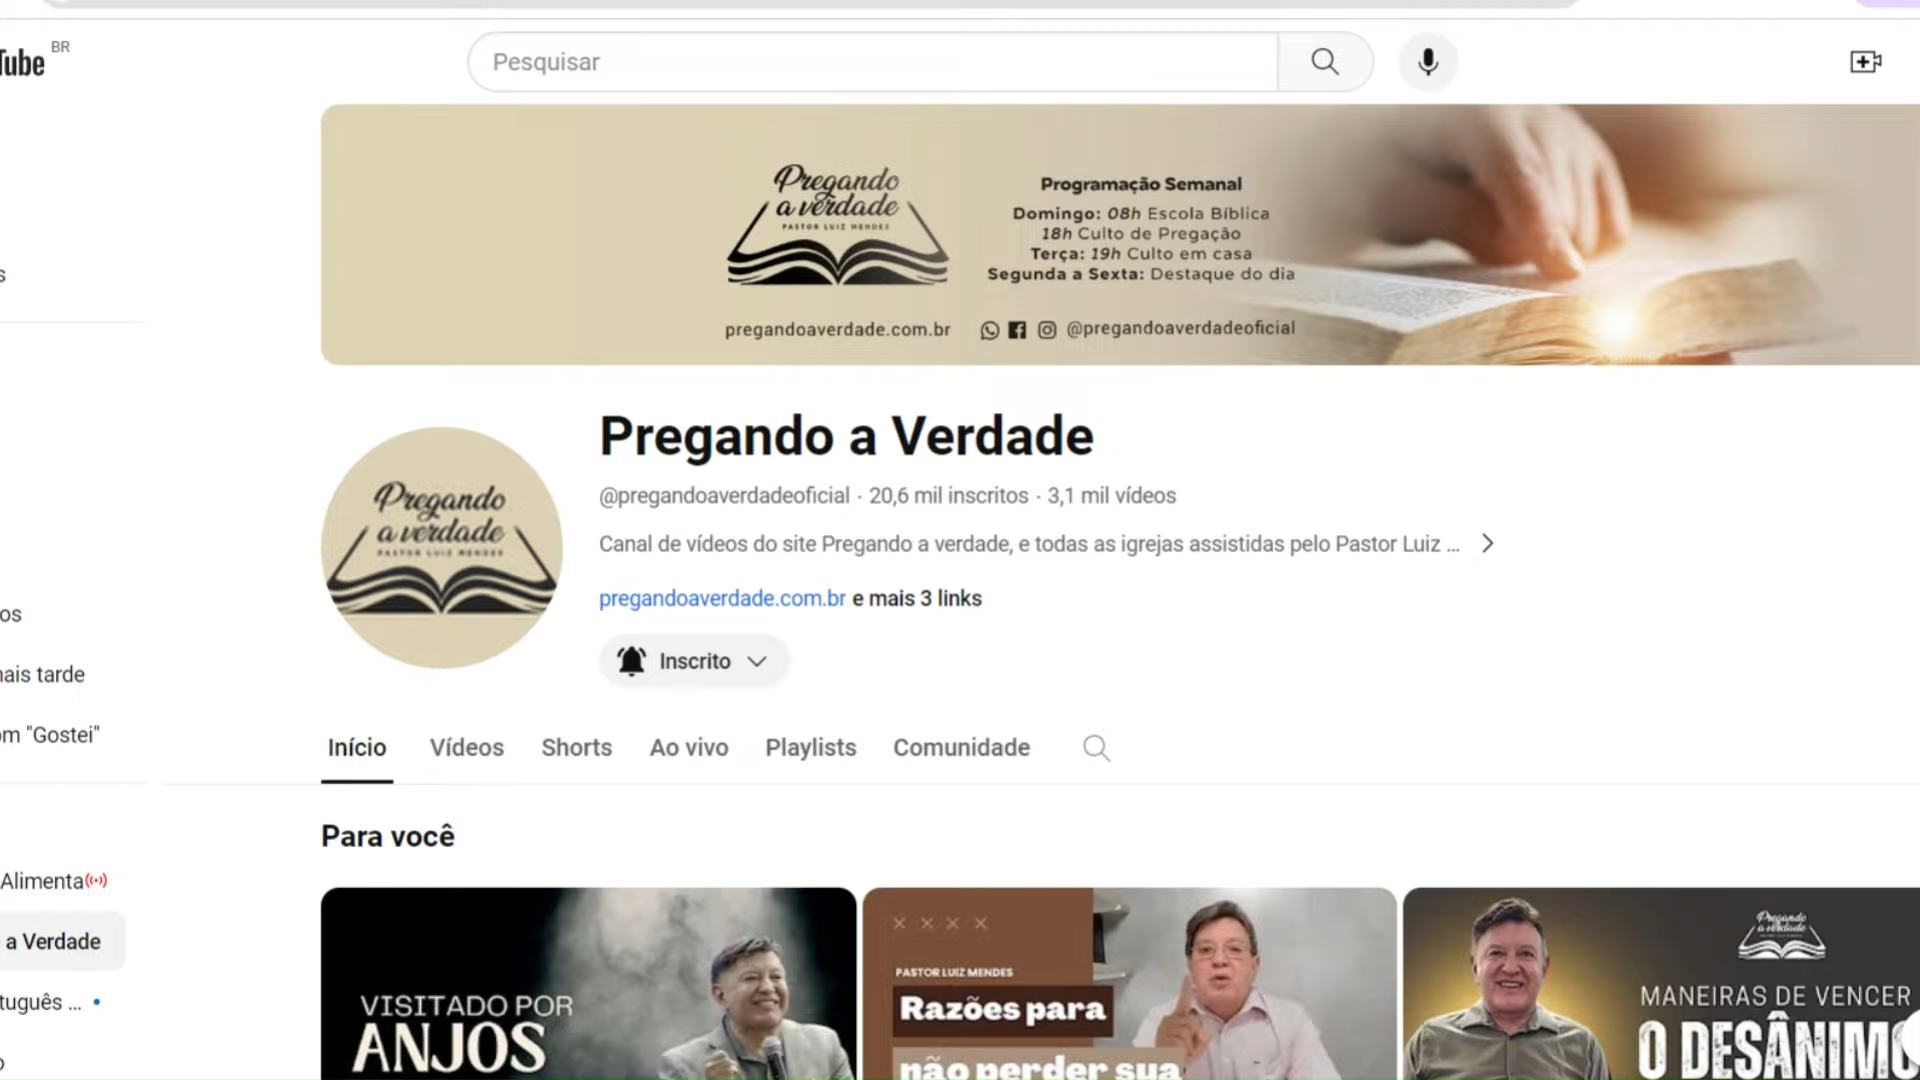 Tube BR
Pesquisar
Pregando
a verdade
PASTOR LUIZ MENDES
pregandoaverdade.com.br
Programação Semanal
Domingo: 08h Escola Bíblica
18h Culto de Pregação
Terça: 19h Culto em casa
Segunda a Sexta: Destaque do dia
@pregandoaverdadeoficial
s
os
ais tarde
om "Gostei"
Alimenta
a Verdade
tuguês ...
o
Pregando
a verdade
PASTOR LUIZ MENDES
Pregando a Verdade
@pregandoaverdadeoficial · 20,6 mil inscritos · 3,1 mil vídeos
Canal de vídeos do site Pregando a verdade, e todas as igrejas assistidas pelo Pastor Luiz ...
pregandoaverdade.com.br e mais 3 links
Inscrito
Início Vídeos Shorts Ao vivo Playlists Comunidade
Para você
VISITADO POR
ANJOS
PASTOR LUIZ MENDES
Razões para
não perder sua
Pregando
a verdade
MANEIRAS DE VENCER
O DESÂNIMO